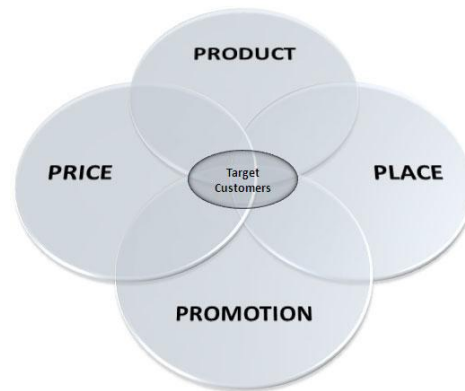 PRODUCT
PRICE
Target
Customers
PLACE
PROMOTION